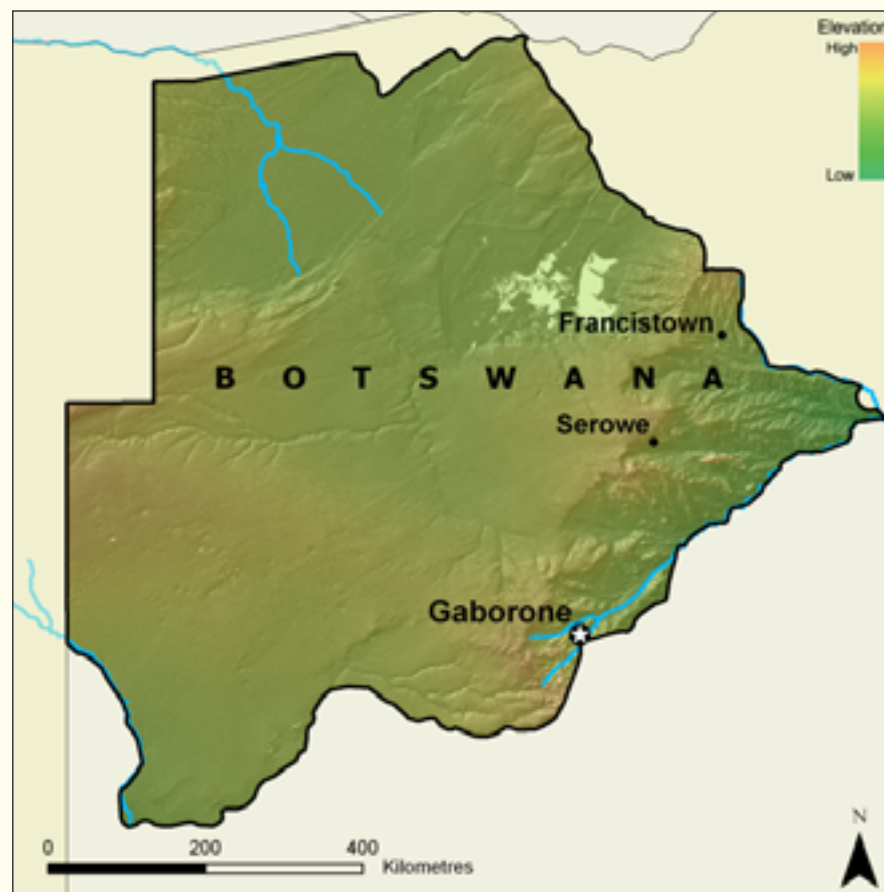 Elevation
High
Low
Francistown
B O T S W A N A
Serowe
Gaborone
0 200 400
Kilometres
N